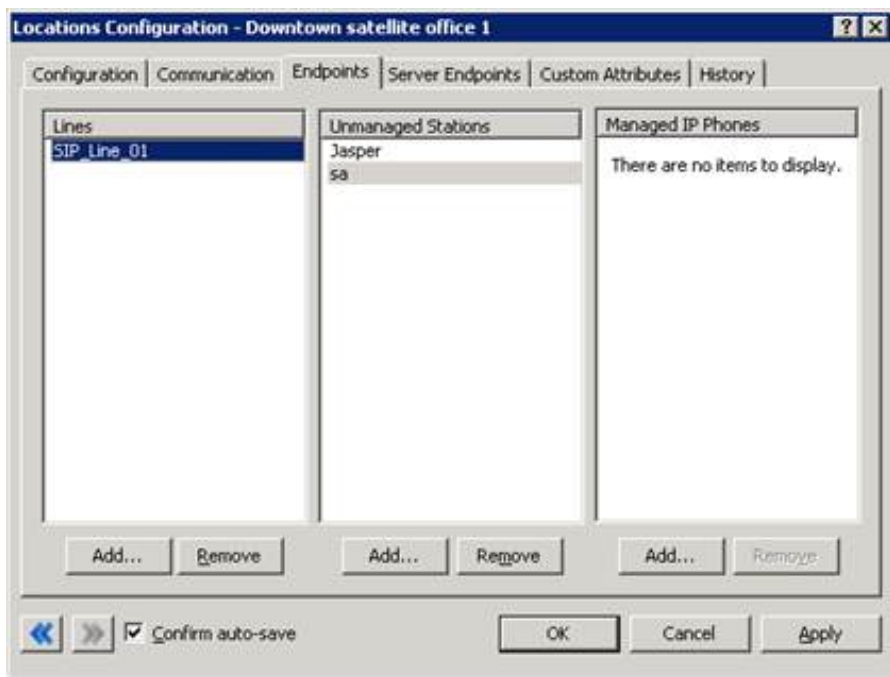 Locations Configuration - Downtown satellite office 1
Configuration Communication Endpoints Server Endpoints Custom Attributes History
Lines Unmanaged Stations Managed IP Phones
SIP_Line_01 Jasper There are no items to display.
sa
Add... Remove Add... Remove Add... Remove
Confirm auto-save OK Cancel Apply